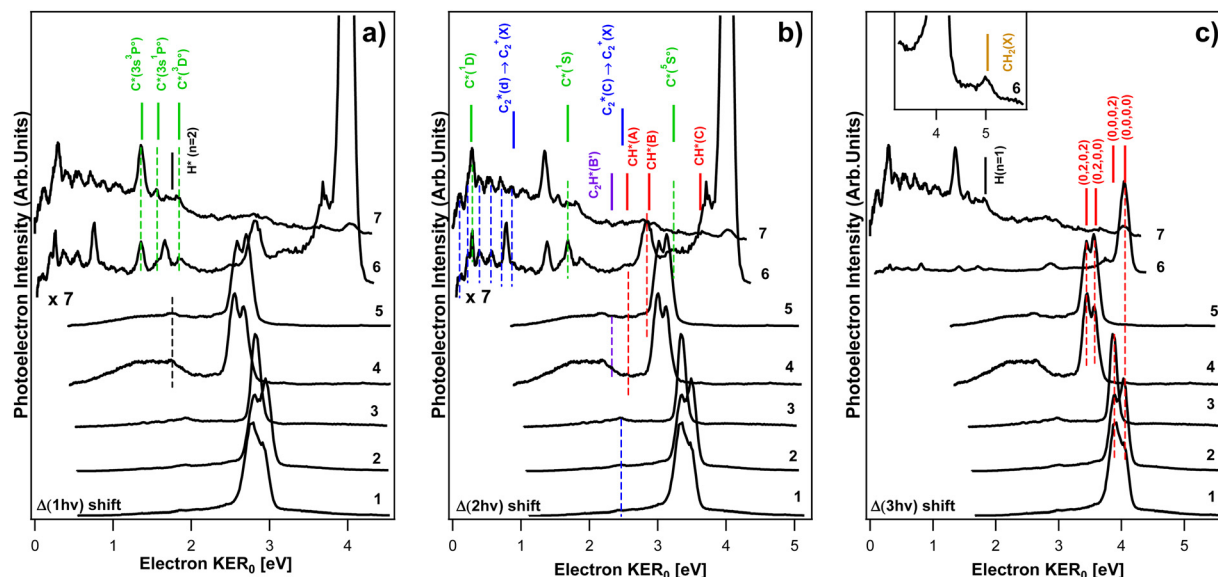 a)
C*(3s³P°)
C*(3s¹P°)
C*(³D°)
H* (n=2)
7
6
x 7
5
4
3
2
1
Δ(1hν) shift
Photoelectron Intensity (Arb.Units)
0 1 2 3 4
Electron KER₀ [eV]
b)
C*(¹D)
C₂*(d) → C₂⁺(X)
C*(¹S)
C₂*(C) → C₂⁺(X)
C*(⁵S°)
C₂H*(B')
CH*(A)
CH*(B)
CH*(C)
7
6
x 7
5
4
3
2
1
Δ(2hν) shift
Photoelectron Intensity (Arb.Units)
0 1 2 3 4 5
Electron KER₀ [eV]
c)
CH₂(X)
6
4 5
H(n=1)
(0,2,0,2)
(0,2,0,0)
(0,0,0,2)
(0,0,0,0)
7
6
5
4
3
2
1
Δ(3hν) shift
Photoelectron Intensity (Arb.Units)
0 1 2 3 4 5
Electron KER₀ [eV]